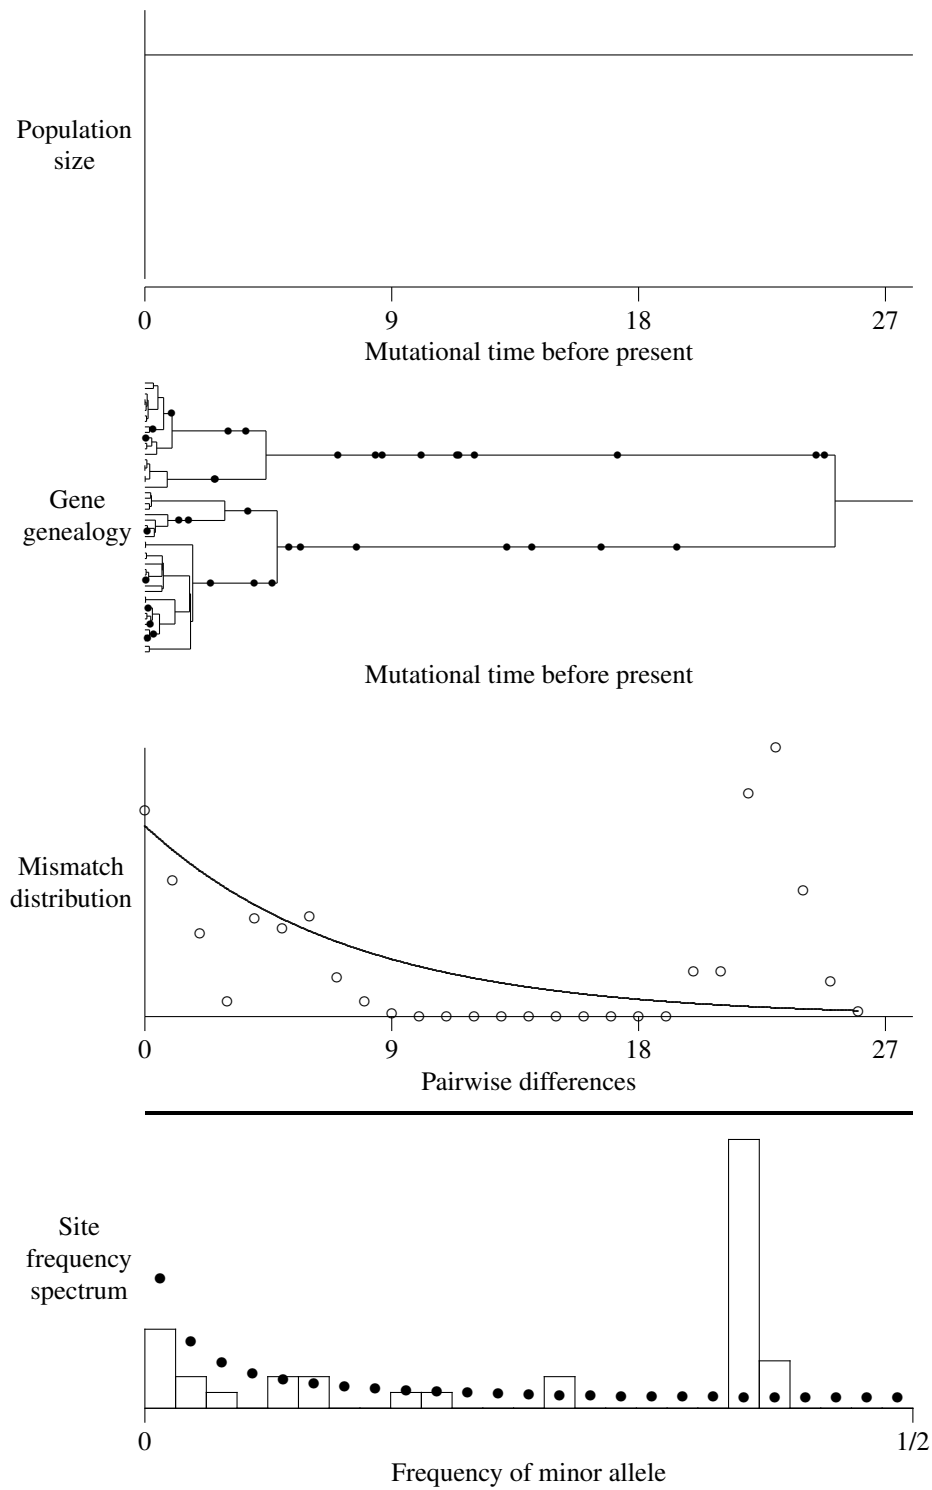 Population
size
0 9 18 27
Mutational time before present
Gene
genealogy
Mutational time before present
Mismatch
distribution
0 9 18 27
Pairwise differences
Site
frequency
spectrum
0 1/2
Frequency of minor allele